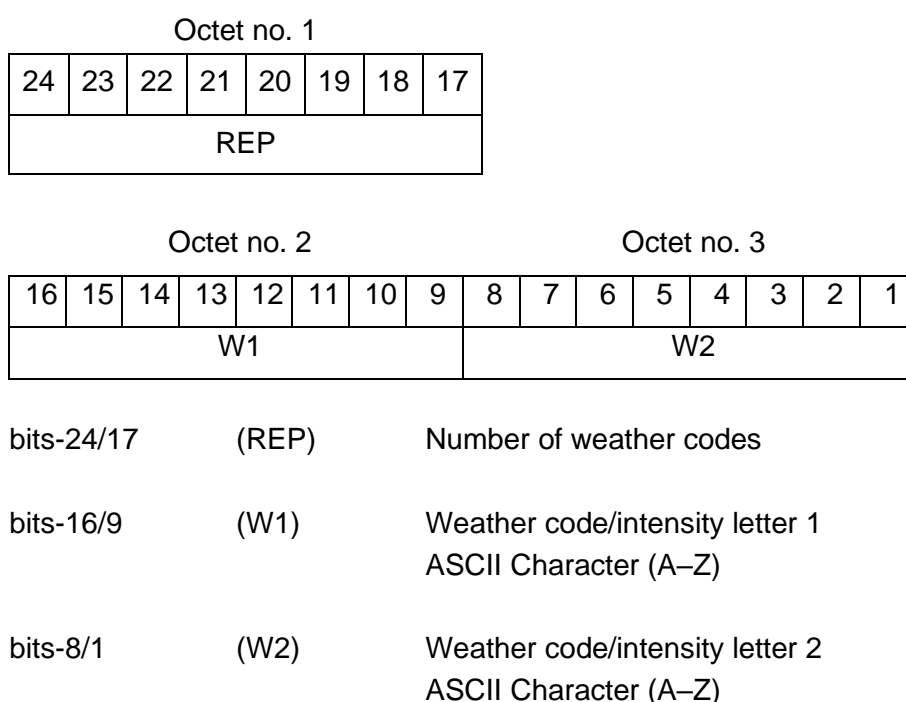 Octet no. 1
24 23 22 21 20 19 18 17
REP
Octet no. 2 Octet no. 3
16 15 14 13 12 11 10 9 8 7 6 5 4 3 2 1
W1 W2
bits-24/17 (REP) Number of weather codes
bits-16/9 (W1) Weather code/intensity letter 1
ASCII Character (A–Z)
bits-8/1 (W2) Weather code/intensity letter 2
ASCII Character (A–Z)